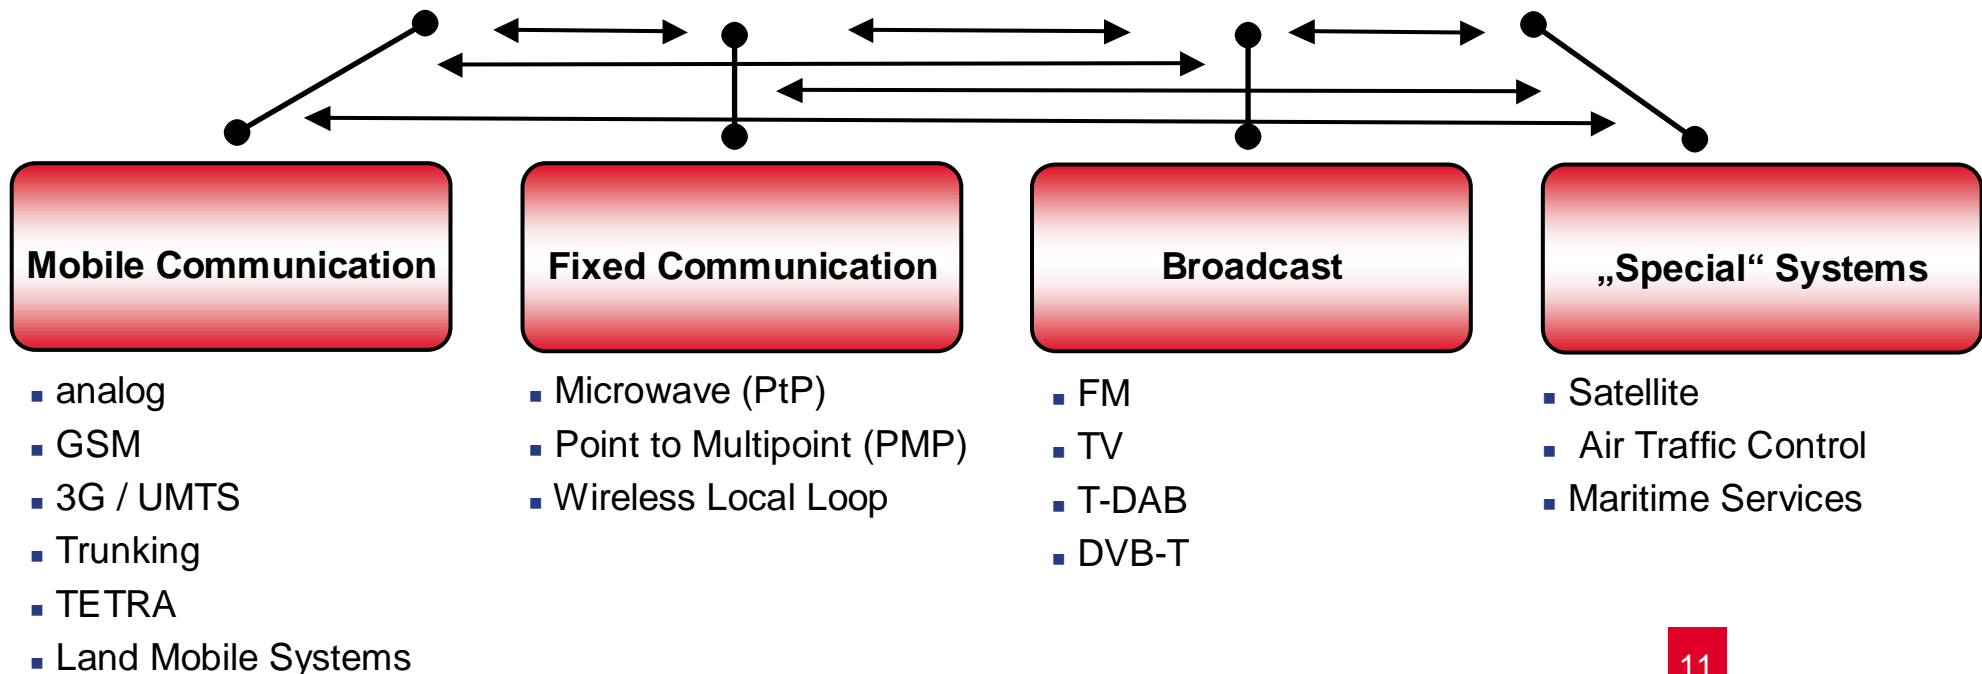 Mobile Communication
Fixed Communication
Broadcast
„Special“ Systems
analog
GSM
3G / UMTS
Trunking
TETRA
Land Mobile Systems
Microwave (PtP)
Point to Multipoint (PMP)
Wireless Local Loop
FM
TV
T-DAB
DVB-T
Satellite
Air Traffic Control
Maritime Services
11